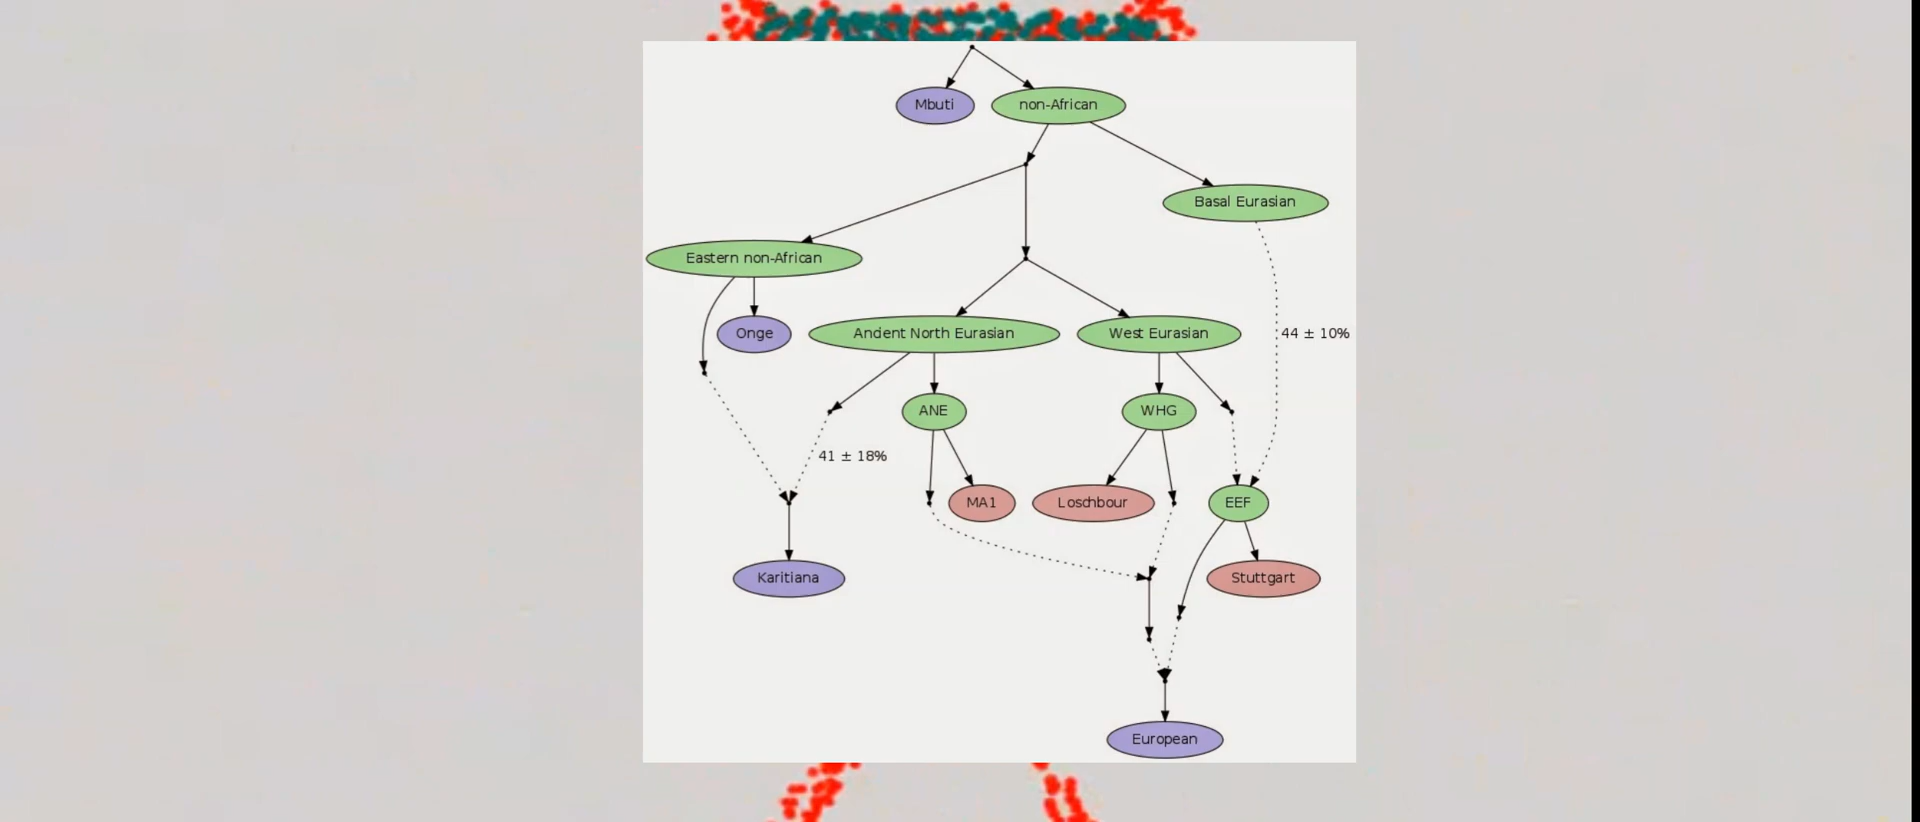 Mbuti
non-African
Basal Eurasian
Eastern non-African
Onge
Ancient North Eurasian
West Eurasian
44 ± 10%
ANE
WHG
41 ± 18%
MA1
Loschbour
EEF
Karitiana
Stuttgart
European